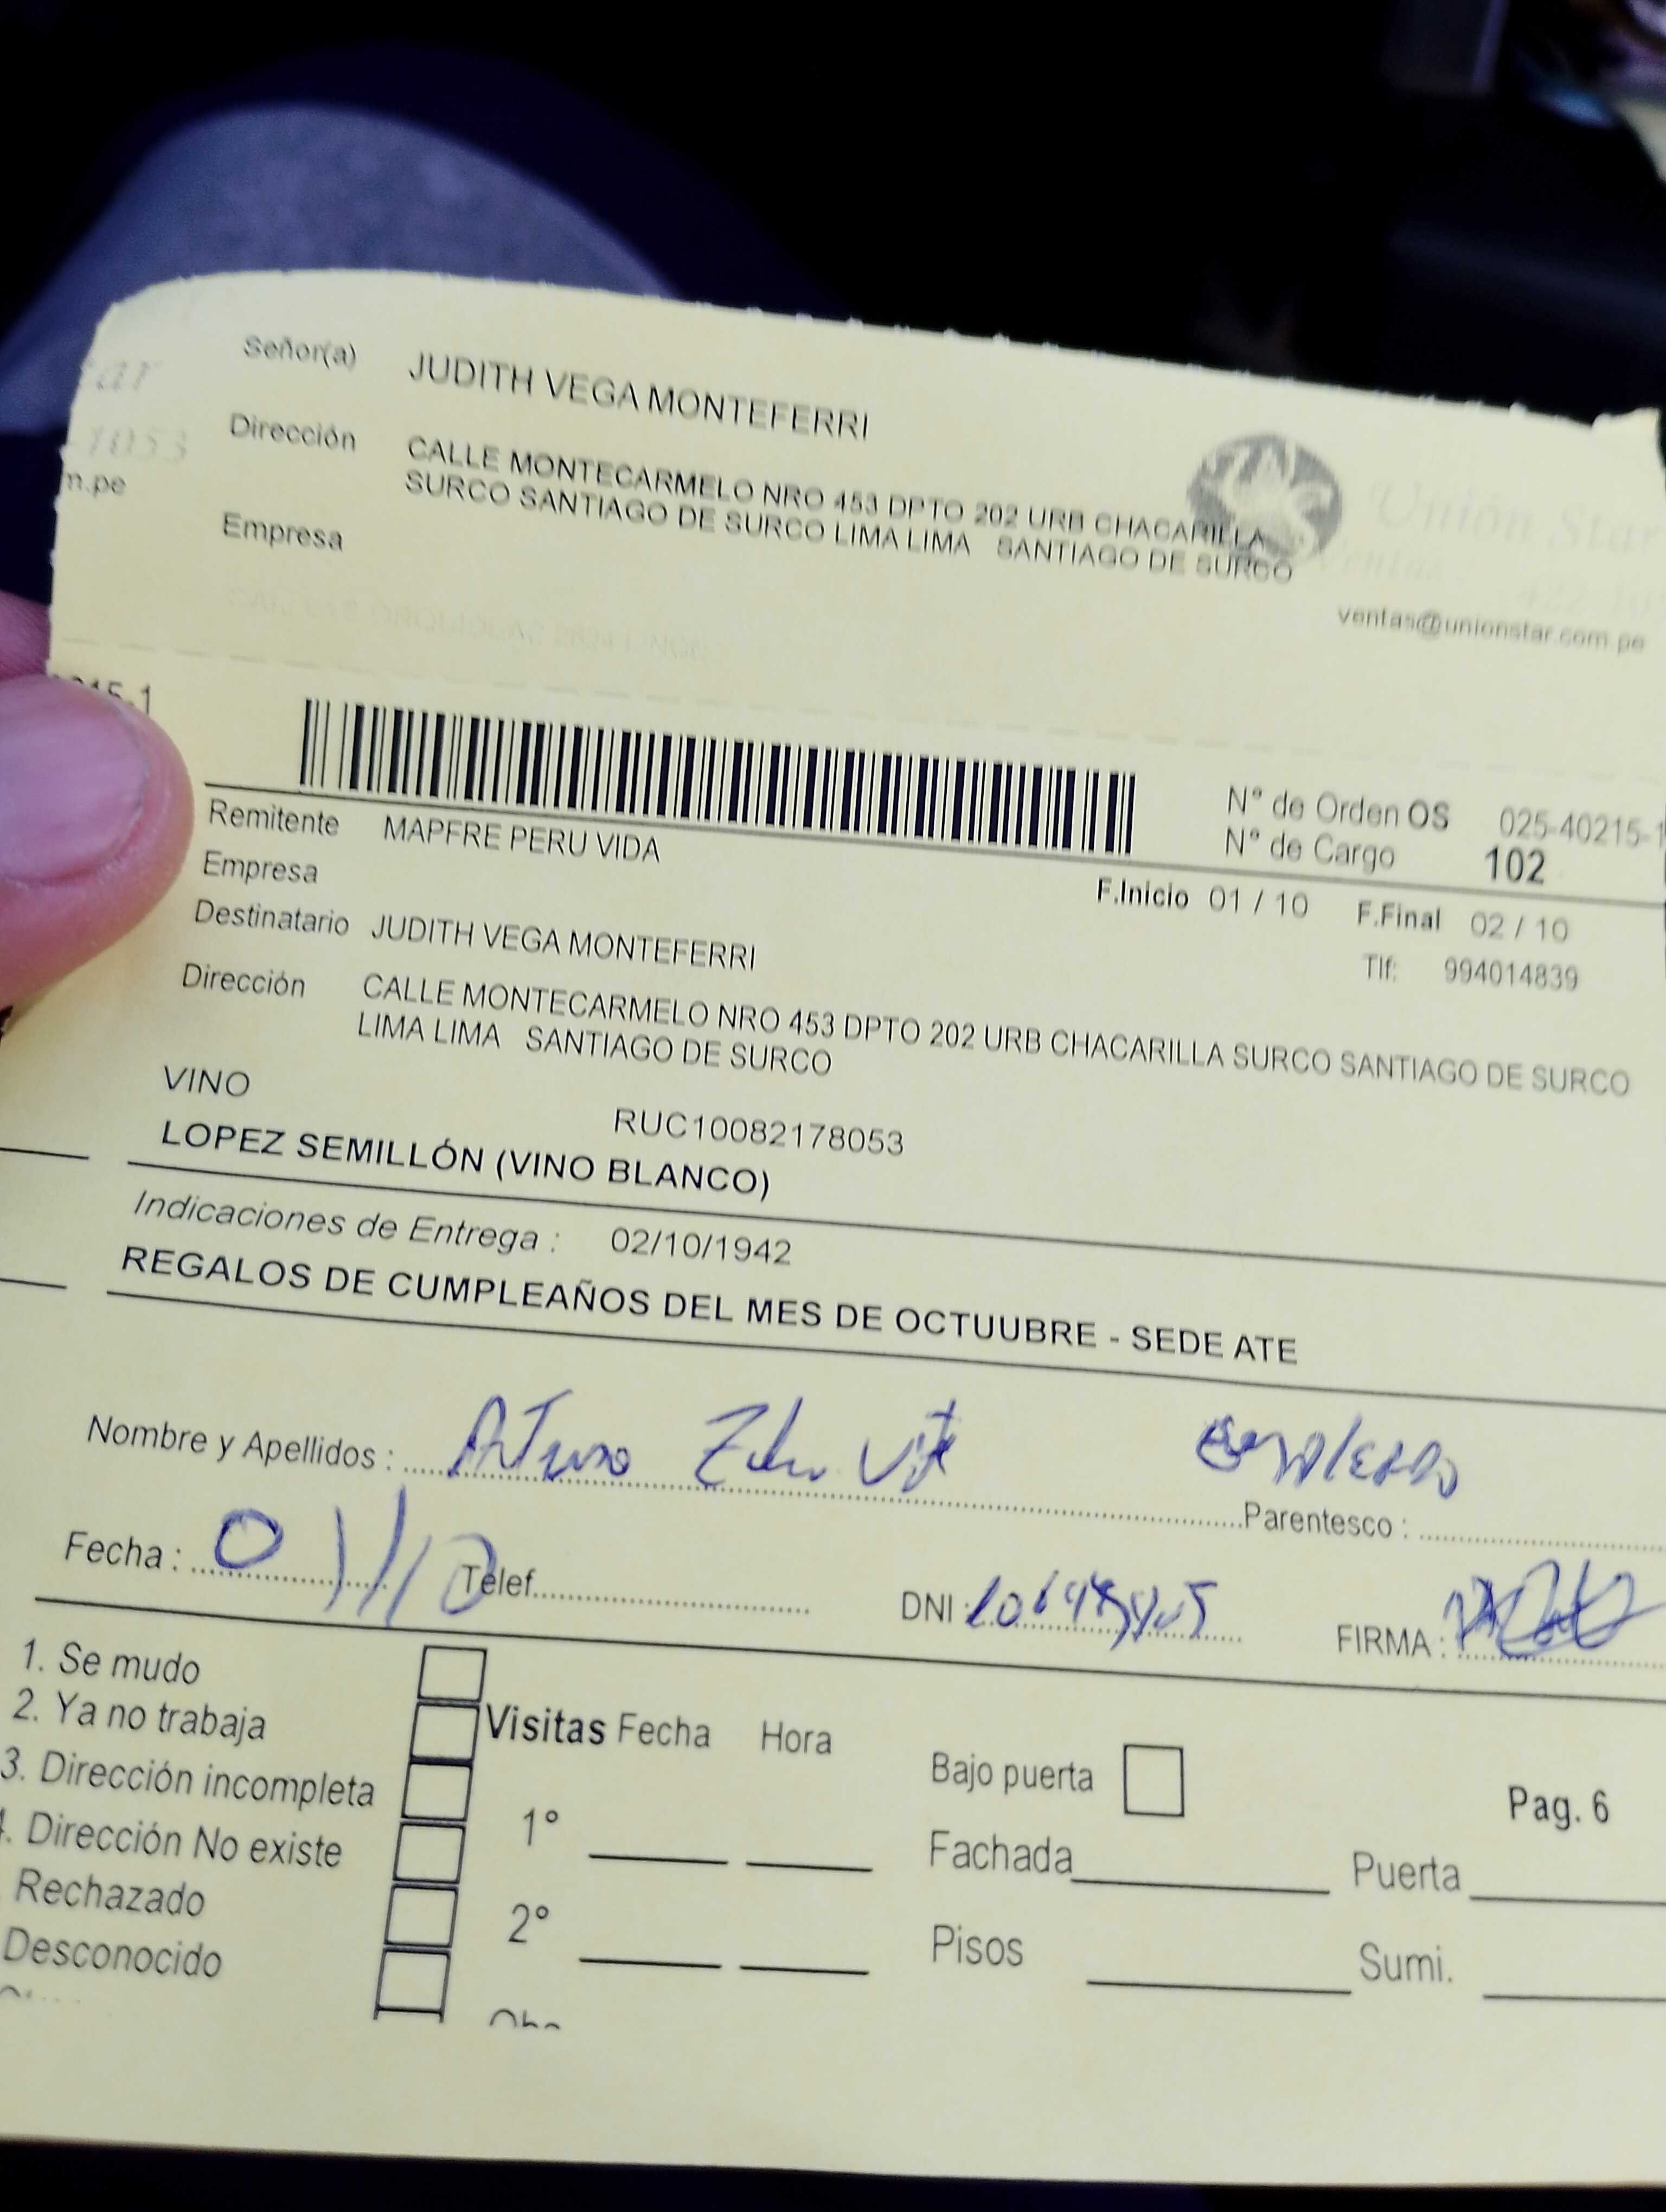 Señor(a) JUDITH VEGA MONTEFERRI
Dirección CALLE MONTECARMELO NRO 453 DPTO 202 URB CHACARILLA
SURCO SANTIAGO DE SURCO LIMA LIMA SANTIAGO DE SURCO
Empresa
Union Star
ventas@unionstar.com.pe
N° de Orden OS 025-40215-1
N° de Cargo 102
Remitente MAPFRE PERU VIDA
Empresa
F.Inicio 01 / 10 F.Final 02 / 10
Destinatario JUDITH VEGA MONTEFERRI
Tlf: 994014839
Dirección CALLE MONTECARMELO NRO 453 DPTO 202 URB CHACARILLA SURCO SANTIAGO DE SURCO
LIMA LIMA SANTIAGO DE SURCO
VINO
RUC10082178053
LOPEZ SEMILLÓN (VINO BLANCO)
Indicaciones de Entrega : 02/10/1942
REGALOS DE CUMPLEAÑOS DEL MES DE OCTUUBRE - SEDE ATE
Nombre y Apellidos : Arturo
Parentesco :
Fecha : 01/10 Telef.
DNI
FIRMA :
1. Se mudo
2. Ya no trabaja
3. Dirección incompleta
. Dirección No existe
Rechazado
Desconocido
Visitas Fecha Hora
1°
2°
Bajo puerta
Pag. 6
Fachada Puerta
Pisos Sumi.